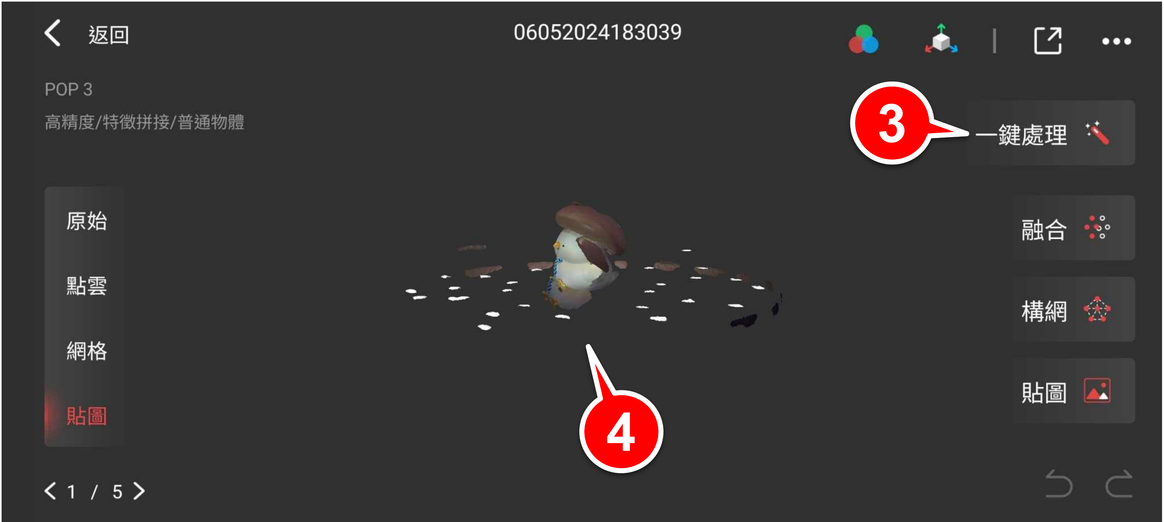 返回
06052024183039
POP 3
高精度/特徵拼接/普通物體
3
一鍵處理
原始
融合
點雲
構網
網格
貼圖
貼圖
4
1 / 5